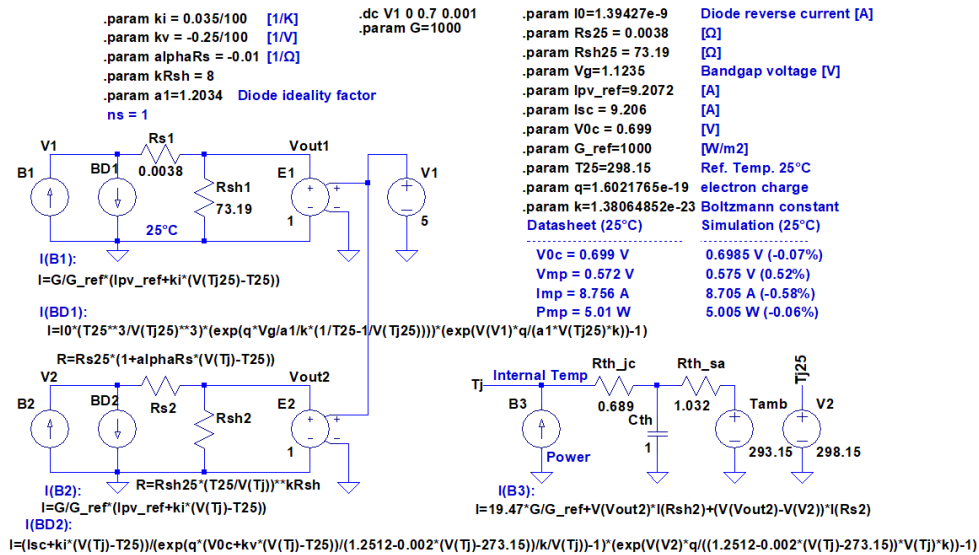 .param ki = 0.035/100 [1/K]
.param kv = -0.25/100 [1/V]
.param alphaRs = -0.01 [1/Ω]
.param kRsh = 8
.param a1=1.2034 Diode ideality factor
ns = 1
.dc V1 0 0.7 0.001
.param G=1000
.param I0=1.39427e-9 Diode reverse current [A]
.param Rs25 = 0.0038 [Ω]
.param Rsh25 = 73.19 [Ω]
.param Vg=1.1235 Bandgap voltage [V]
.param Ipv_ref=9.2072 [A]
.param Isc = 9.206 [A]
.param V0c = 0.699 [V]
.param G_ref=1000 [W/m2]
.param T25=298.15 Ref. Temp. 25°C
.param q=1.6021765e-19 electron charge
.param k=1.38064852e-23 Boltzmann constant
Datasheet (25°C) Simulation (25°C)
V0c = 0.699 V 0.6985 V (-0.07%)
Vmp = 0.572 V 0.575 V (0.52%)
Imp = 8.756 A 8.705 A (-0.58%)
Pmp = 5.01 W 5.005 W (-0.06%)
V1 Rs1 Vout1
B1 BD1 0.0038 E1 V1
Rsh1
73.19 1 5
25°C
I(B1):
I=G/G_ref*(Ipv_ref+ki*(V(Tj25)-T25))
I(BD1):
I=I0*(T25**3/V(Tj25)**3)*(exp(q*Vg/a1/k*(1/T25-1/V(Tj25))))*(exp(V(V1)*q/(a1*V(Tj25)*k))-1)
R=Rs25*(1+alphaRs*(V(Tj)-T25))
V2 Vout2
B2 BD2 Rs2 E2
Rsh2
1
R=Rsh25*(T25/V(Tj))**kRsh
I(B2):
I=G/G_ref*(Ipv_ref+ki*(V(Tj)-T25))
Tj Internal Temp Rth_jc Rth_sa Tj25
B3 0.689 1.032 Tamb V2
Cth
1 293.15 298.15
Power
I(B3):
I=19.47*G/G_ref+V(Vout2)*I(Rsh2)+(V(Vout2)-V(V2))*I(Rs2)
I(BD2):
I=(Isc+ki*(V(Tj)-T25))/(exp(q*(V0c+kv*(V(Tj)-T25))/(1.2512-0.002*(V(Tj)-273.15))/k/V(Tj))-1)*(exp(V(V2)*q/((1.2512-0.002*(V(Tj)-273.15))*V(Tj)*k))-1)